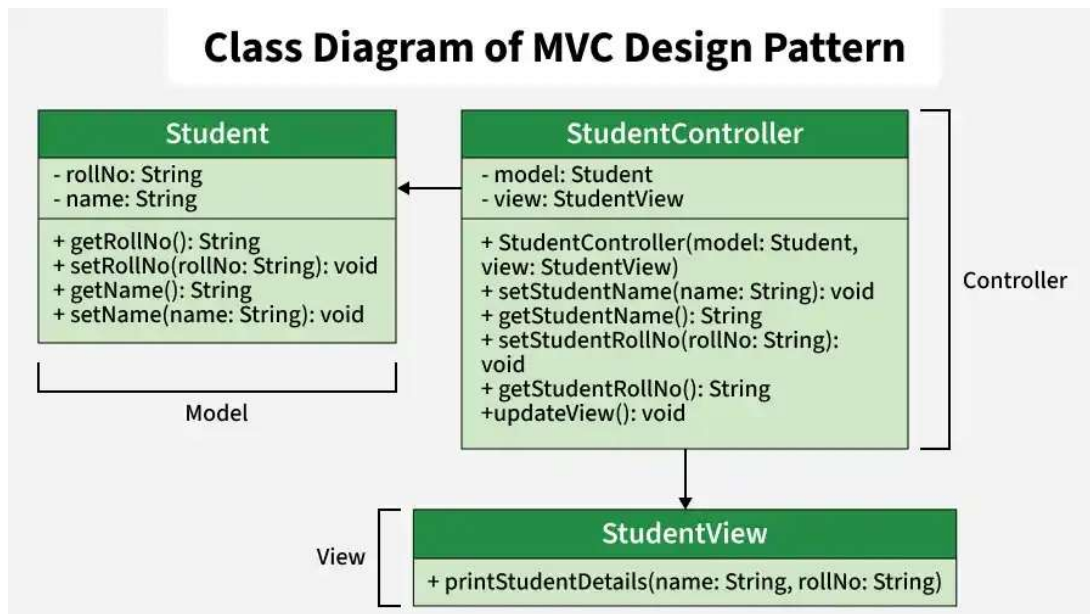 Class Diagram of MVC Design Pattern
Student
- rollNo: String
- name: String
+ getRollNo(): String
+ setRollNo(rollNo: String): void
+ getName(): String
+ setName(name: String): void
Model
StudentController
- model: Student
- view: StudentView
+ StudentController(model: Student,
view: StudentView)
+ setStudentName(name: String): void
+ getStudentName(): String
+ setStudentRollNo(rollNo: String):
void
+ getStudentRollNo(): String
+updateView(): void
Controller
StudentView
+ printStudentDetails(name: String, rollNo: String)
View